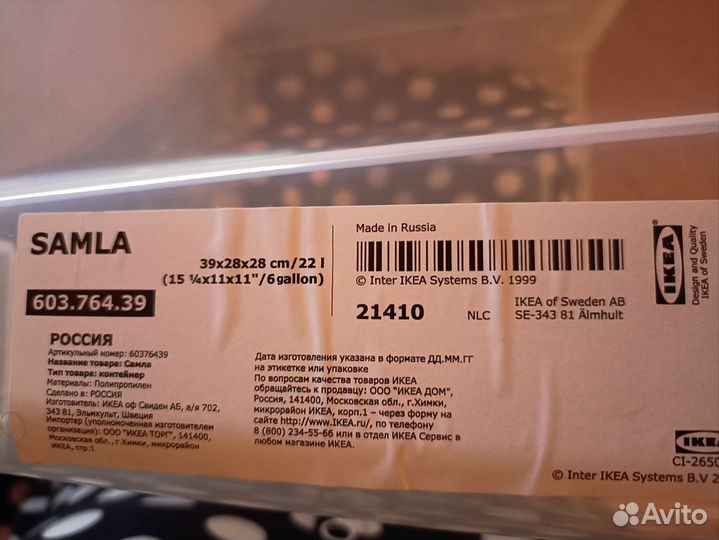 SAMLA
39x28x28 cm/22 l
(15 ¼x11x11"/6gallon)
603.764.39
РОССИЯ
Артикульный номер: 60376439
Название товара: Самла
Тип товара: контейнер
Материалы: Полипропилен
Сделано в: РОССИЯ
Изготовитель: ИКЕА оф Свиден АБ, а/я 702,
343 81, Эльмхульт, Швеция
Импортер (уполномоченная изготовителем
организация): ООО "ИКЕА ТОРГ", 141400,
Московская обл., г.Химки, микрорайон
ИКЕА, стр.1
Made in Russia
© Inter IKEA Systems B.V. 1999
21410
NLC
IKEA of Sweden AB
SE-343 81 Älmhult
Дата изготовления указана в формате ДД.ММ.ГГ
на этикетке или упаковке
По вопросам качества товаров ИКЕА
обращайтесь к продавцу: ООО "ИКЕА ДОМ",
Россия, 141400, Московская обл., г.Химки,
микрорайон ИКЕА, корп.1 - через форму на
сайте http://www.IKEA.ru/, по телефону
8 (800) 234-55-66 или в отдел ИКЕА Сервис в
любом магазине ИКЕА.
IKEA
Design and Quality
IKEA of Sweden
IKEA
CI-2650
© Inter IKEA Systems B.V 2
Avito